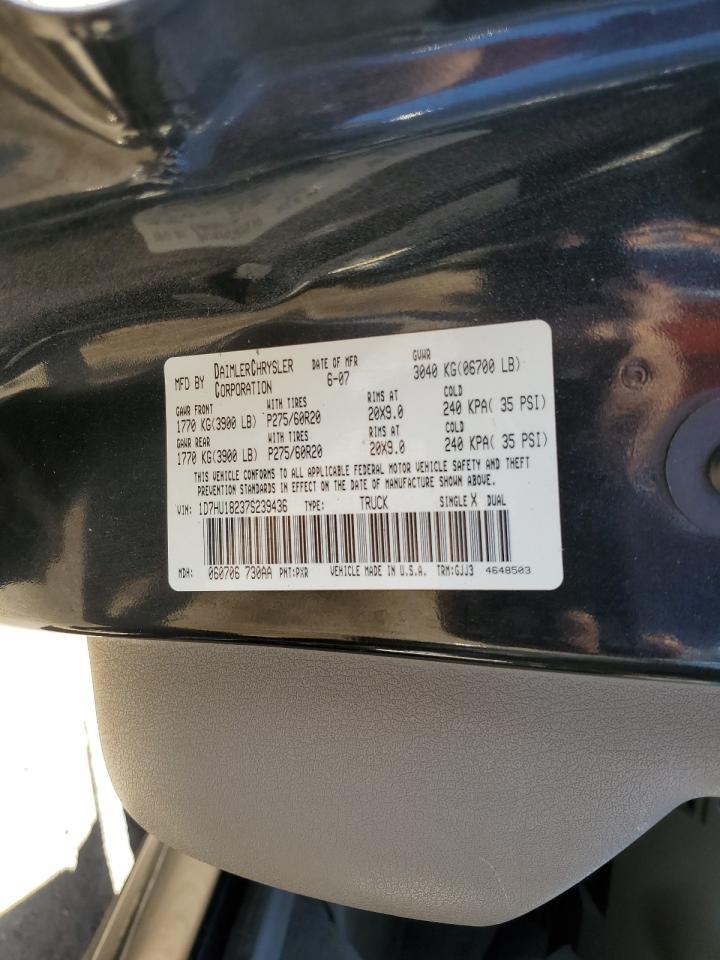 MFD BY DAIMLERCHRYSLER CORPORATION
DATE OF MFR 6-07
GVWR 3040 KG(06700 LB)
GAWR FRONT WITH TIRES RIMS AT COLD
1770 KG(3900 LB) P275/60R20 20X9.0 240 KPA( 35 PSI)
GAWR REAR WITH TIRES RIMS AT COLD
1770 KG(3900 LB) P275/60R20 20X9.0 240 KPA( 35 PSI)
THIS VEHICLE CONFORMS TO ALL APPLICABLE FEDERAL MOTOR VEHICLE SAFETY AND THEFT
PREVENTION STANDARDS IN EFFECT ON THE DATE OF MANUFACTURE SHOWN ABOVE.
VIN: 1D7HU18237S239436 TYPE: TRUCK SINGLE X DUAL
MDH: 060706 730AA PNT:PXR VEHICLE MADE IN U.S.A. TRM:GJJ3 4648503